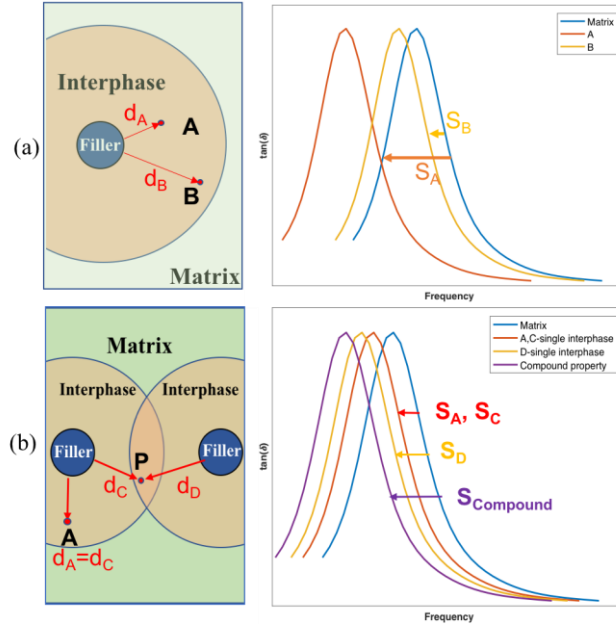 (a)
Interphase
d_A
A
Filler
d_B
B
Matrix
tan(δ)
Matrix
A
B
S_B
S_A
Frequency
(b)
Matrix
Interphase
Interphase
Filler
P
Filler
d_C
d_D
A
d_A=d_C
tan(δ)
Matrix
A,C-single interphase
D-single interphase
Compound property
S_A, S_C
S_D
S_Compound
Frequency